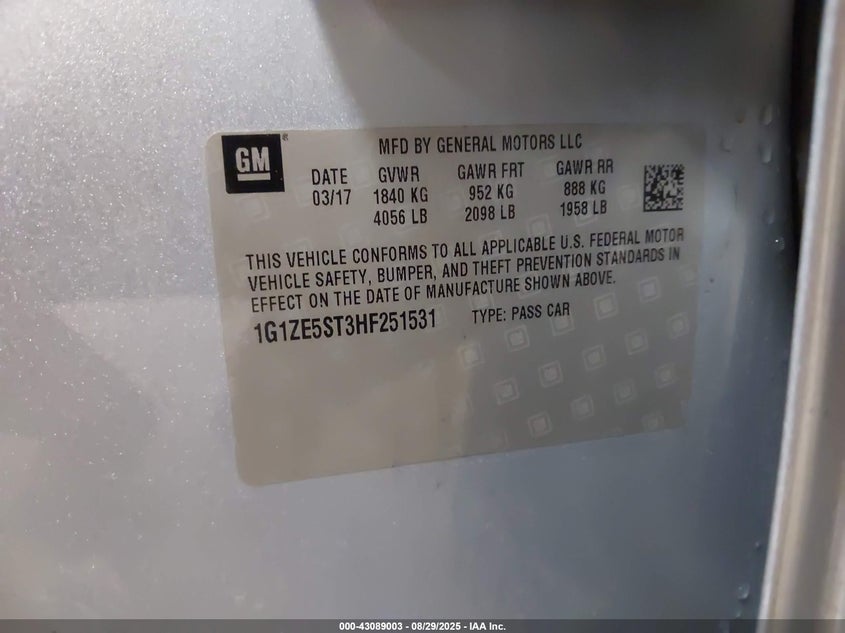 GM®
MFD BY GENERAL MOTORS LLC
DATE GVWR GAWR FRT GAWR RR
03/17 1840 KG 952 KG 888 KG
4056 LB 2098 LB 1958 LB
THIS VEHICLE CONFORMS TO ALL APPLICABLE U.S. FEDERAL MOTOR
VEHICLE SAFETY, BUMPER, AND THEFT PREVENTION STANDARDS IN
EFFECT ON THE DATE OF MANUFACTURE SHOWN ABOVE.
1G1ZE5ST3HF251531 TYPE: PASS CAR
000-43089003 - 08/29/2025 - IAA Inc.